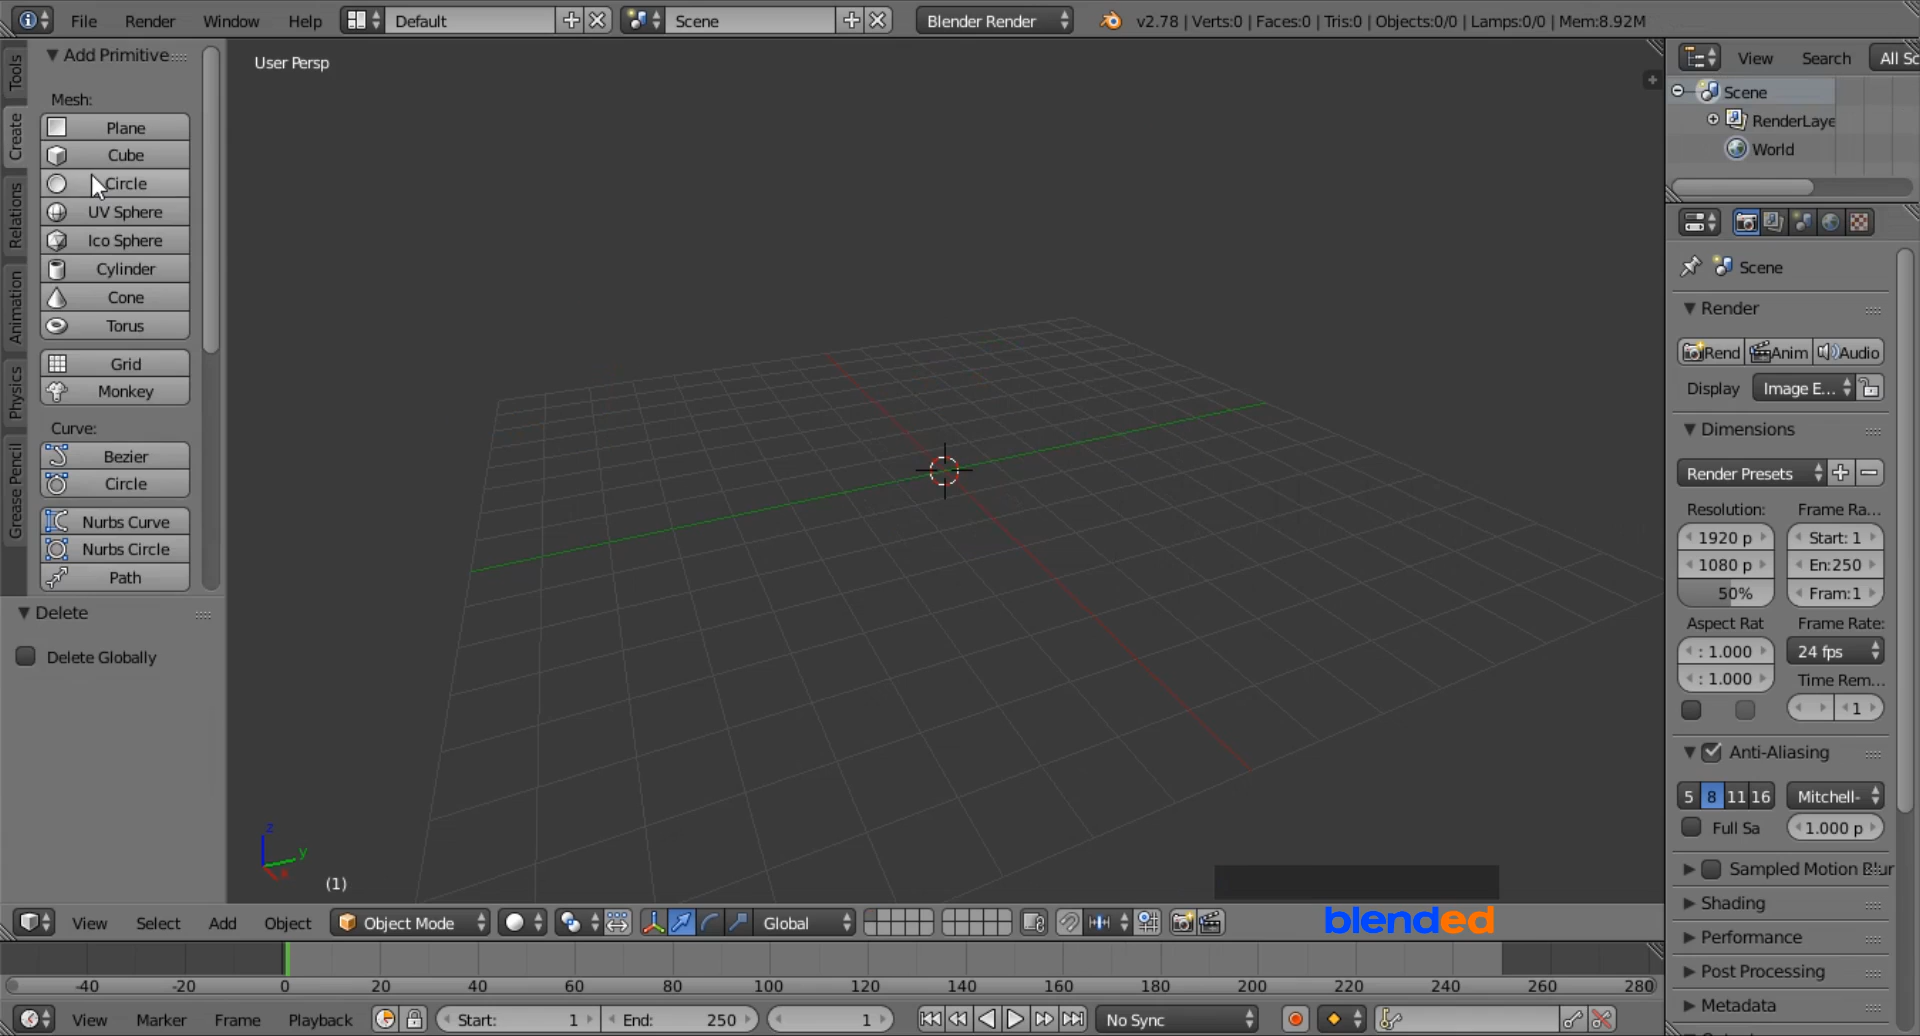 File Render Window Help Default Scene Blender Render v2.78 | Verts:0 | Faces:0 | Tris:0 | Objects:0/0 | Lamps:0/0 | Mem:8.92M
Tools
Create
Relations
Animation
Physics
Grease Pencil
Add Primitive
Mesh:
Plane
Cube
Circle
UV Sphere
Ico Sphere
Cylinder
Cone
Torus
Grid
Monkey
Curve:
Bezier
Circle
Nurbs Curve
Nurbs Circle
Path
Delete
Delete Globally
User Persp
z
y
x
(1)
View Select Add Object Object Mode Global
blended
View Search All Sc
Scene
RenderLaye
World
Scene
Render
Rend Anim Audio
Display Image E...
Dimensions
Render Presets
Resolution: Frame Ra...
1920 p Start: 1
1080 p En:250
50% Fram:1
Aspect Rat Frame Rate:
: 1.000 24 fps
: 1.000 Time Rem...
1
Anti-Aliasing
5 8 11 16 Mitchell-
Full Sa 1.000 p
Sampled Motion Blur
Shading
Performance
Post Processing
Metadata
-40 -20 0 20 40 60 80 100 120 140 160 180 200 220 240 260 280
View Marker Frame Playback Start: 1 End: 250 1 No Sync